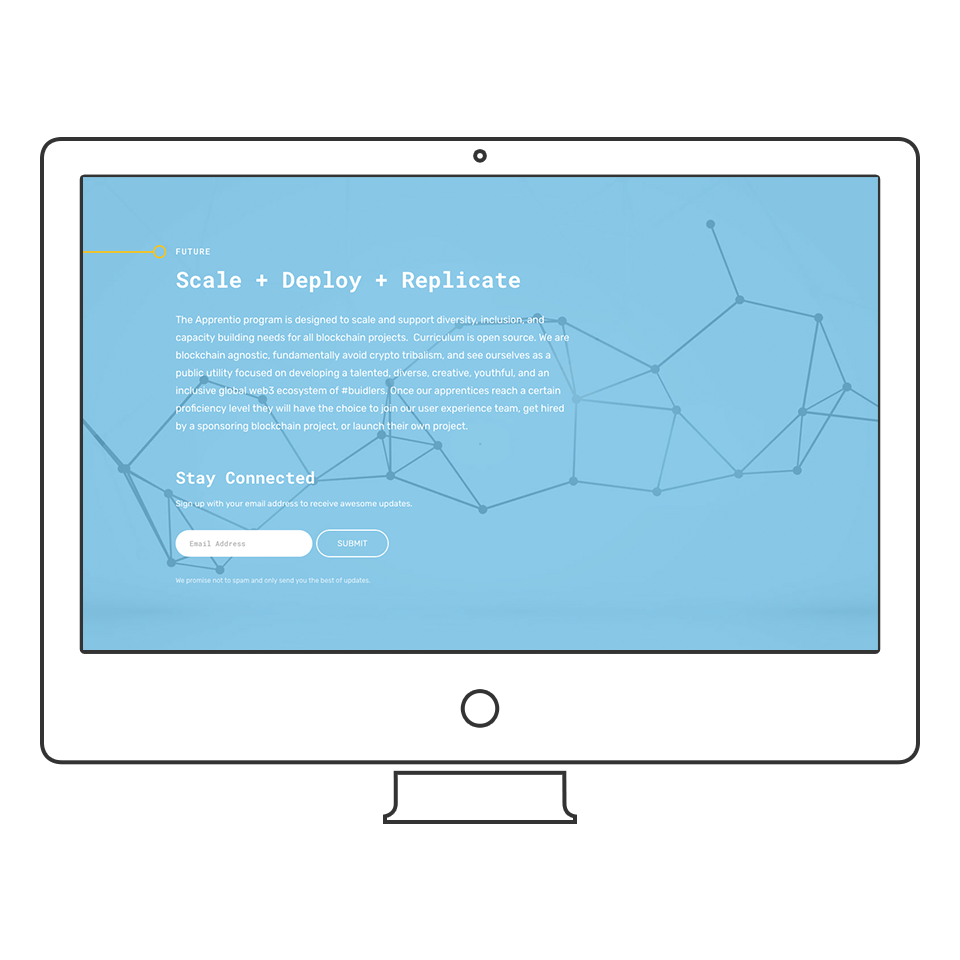 FUTURE
Scale + Deploy + Replicate
The Apprentio program is designed to scale and support diversity, inclusion, and
capacity building needs for all blockchain projects.  Curriculum is open source. We are
blockchain agnostic, fundamentally avoid crypto tribalism, and see ourselves as a
public utility focused on developing a talented, diverse, creative, youthful, and an
inclusive global web3 ecosystem of #buidlers. Once our apprentices reach a certain
proficiency level they will have the choice to join our user experience team, get hired
by a sponsoring blockchain project, or launch their own project.
Stay Connected
Sign up with your email address to receive awesome updates.
Email Address
SUBMIT
We promise not to spam and only send you the best of updates.